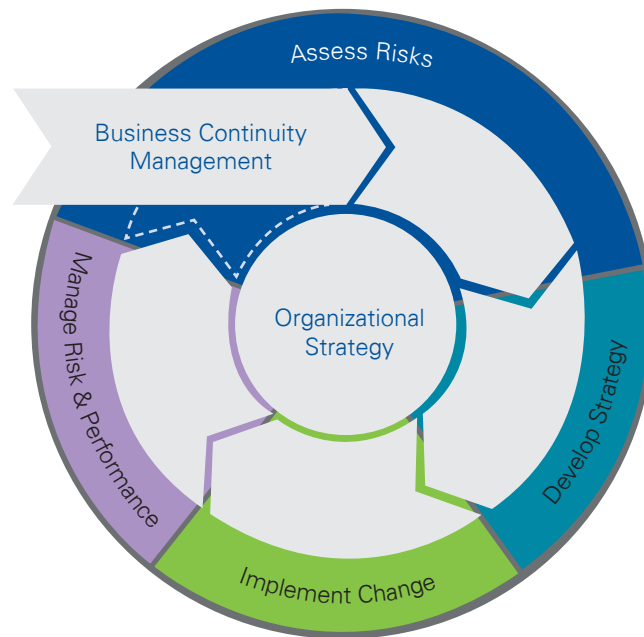 Assess Risks
Business Continuity
Management
Organizational
Strategy
Develop Strategy
Implement Change
Manage Risk & Performance